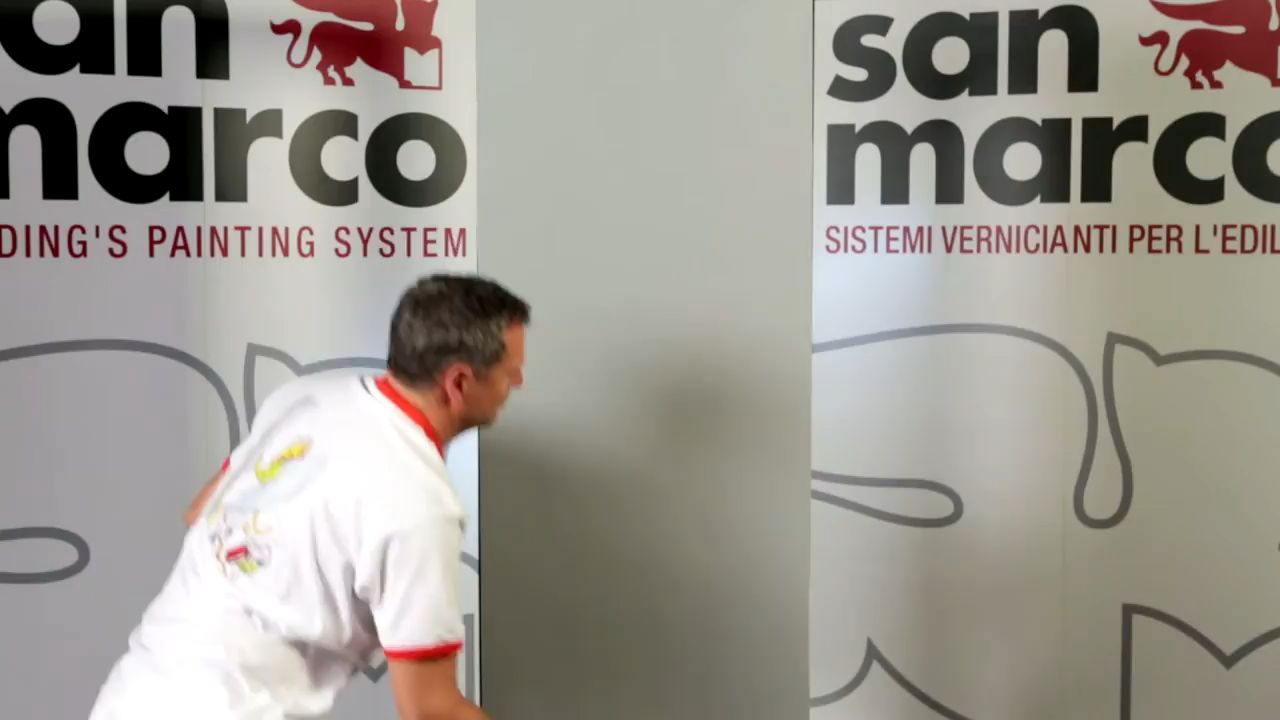 san
marco
DING'S PAINTING SYSTEM
san
marco
SISTEMI VERNICIANTI PER L'EDIL